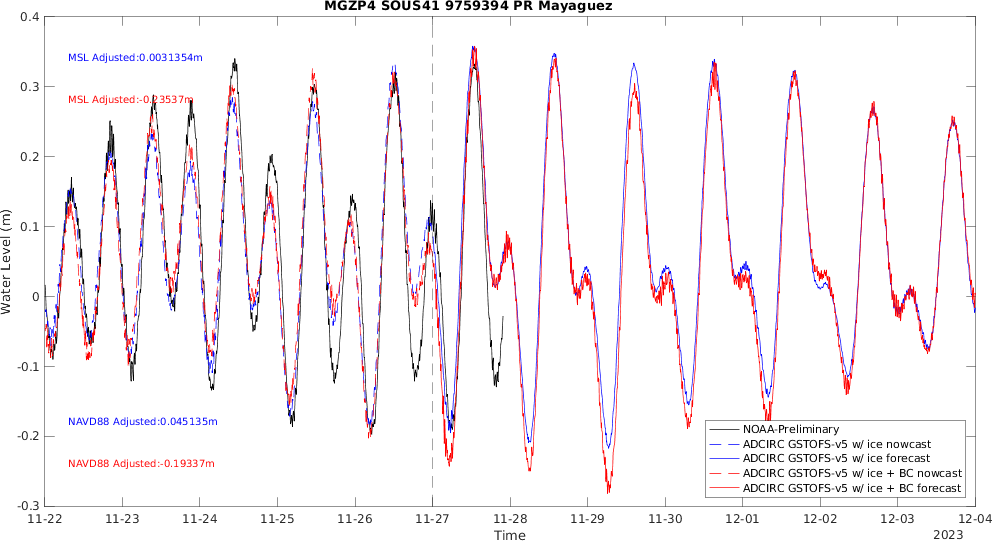 MGZP4 SOUS41 9759394 PR Mayaguez
0.4
0.3
0.2
0.1
0
-0.1
-0.2
-0.3
Water Level (m)
MSL Adjusted:0.0031354m
MSL Adjusted:-0.23537m
NAVD88 Adjusted:0.045135m
NAVD88 Adjusted:-0.19337m
NOAA-Preliminary
ADCIRC GSTOFS-v5 w/ ice nowcast
ADCIRC GSTOFS-v5 w/ ice forecast
ADCIRC GSTOFS-v5 w/ ice + BC nowcast
ADCIRC GSTOFS-v5 w/ ice + BC forecast
11-22 11-23 11-24 11-25 11-26 11-27 11-28 11-29 11-30 12-01 12-02 12-03 12-04
Time
2023